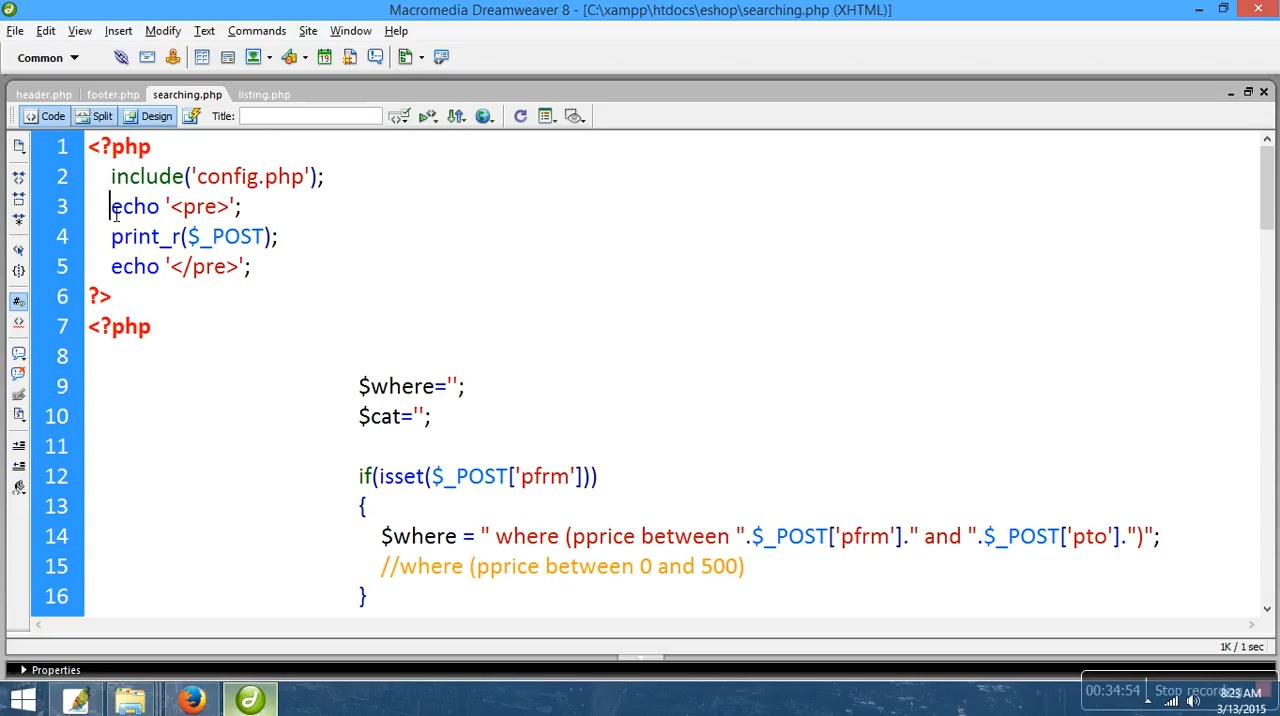 Macromedia Dreamweaver 8 - [C:\xampp\htdocs\eshop\searching.php (XHTML)]
File Edit View Insert Modify Text Commands Site Window Help
Common
header.php footer.php searching.php listing.php
Code Split Design Title:
1 <?php
2 include('config.php');
3 echo '<pre>';
4 print_r($_POST);
5 echo '</pre>';
6 ?>
7 <?php
8
9 $where='';
10 $cat='';
11
12 if(isset($_POST['pfrm']))
13 {
14 $where = " where (pprice between ".$_POST['pfrm']." and ".$_POST['pto'].")";
15 //where (pprice between 0 and 500)
16 }
1K / 1 sec
Properties
00:34:54 Stop recording
8:23 AM
3/13/2015